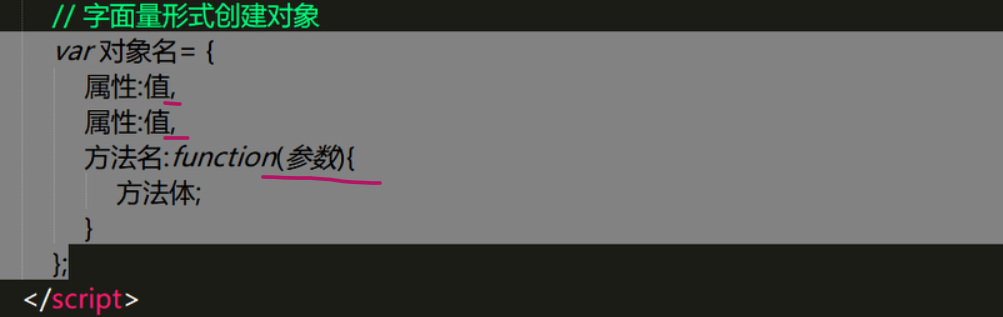 // 字面量形式创建对象
var 对象名= {
属性:值,
属性:值,
方法名:function(参数){
方法体;
}
};
</script>